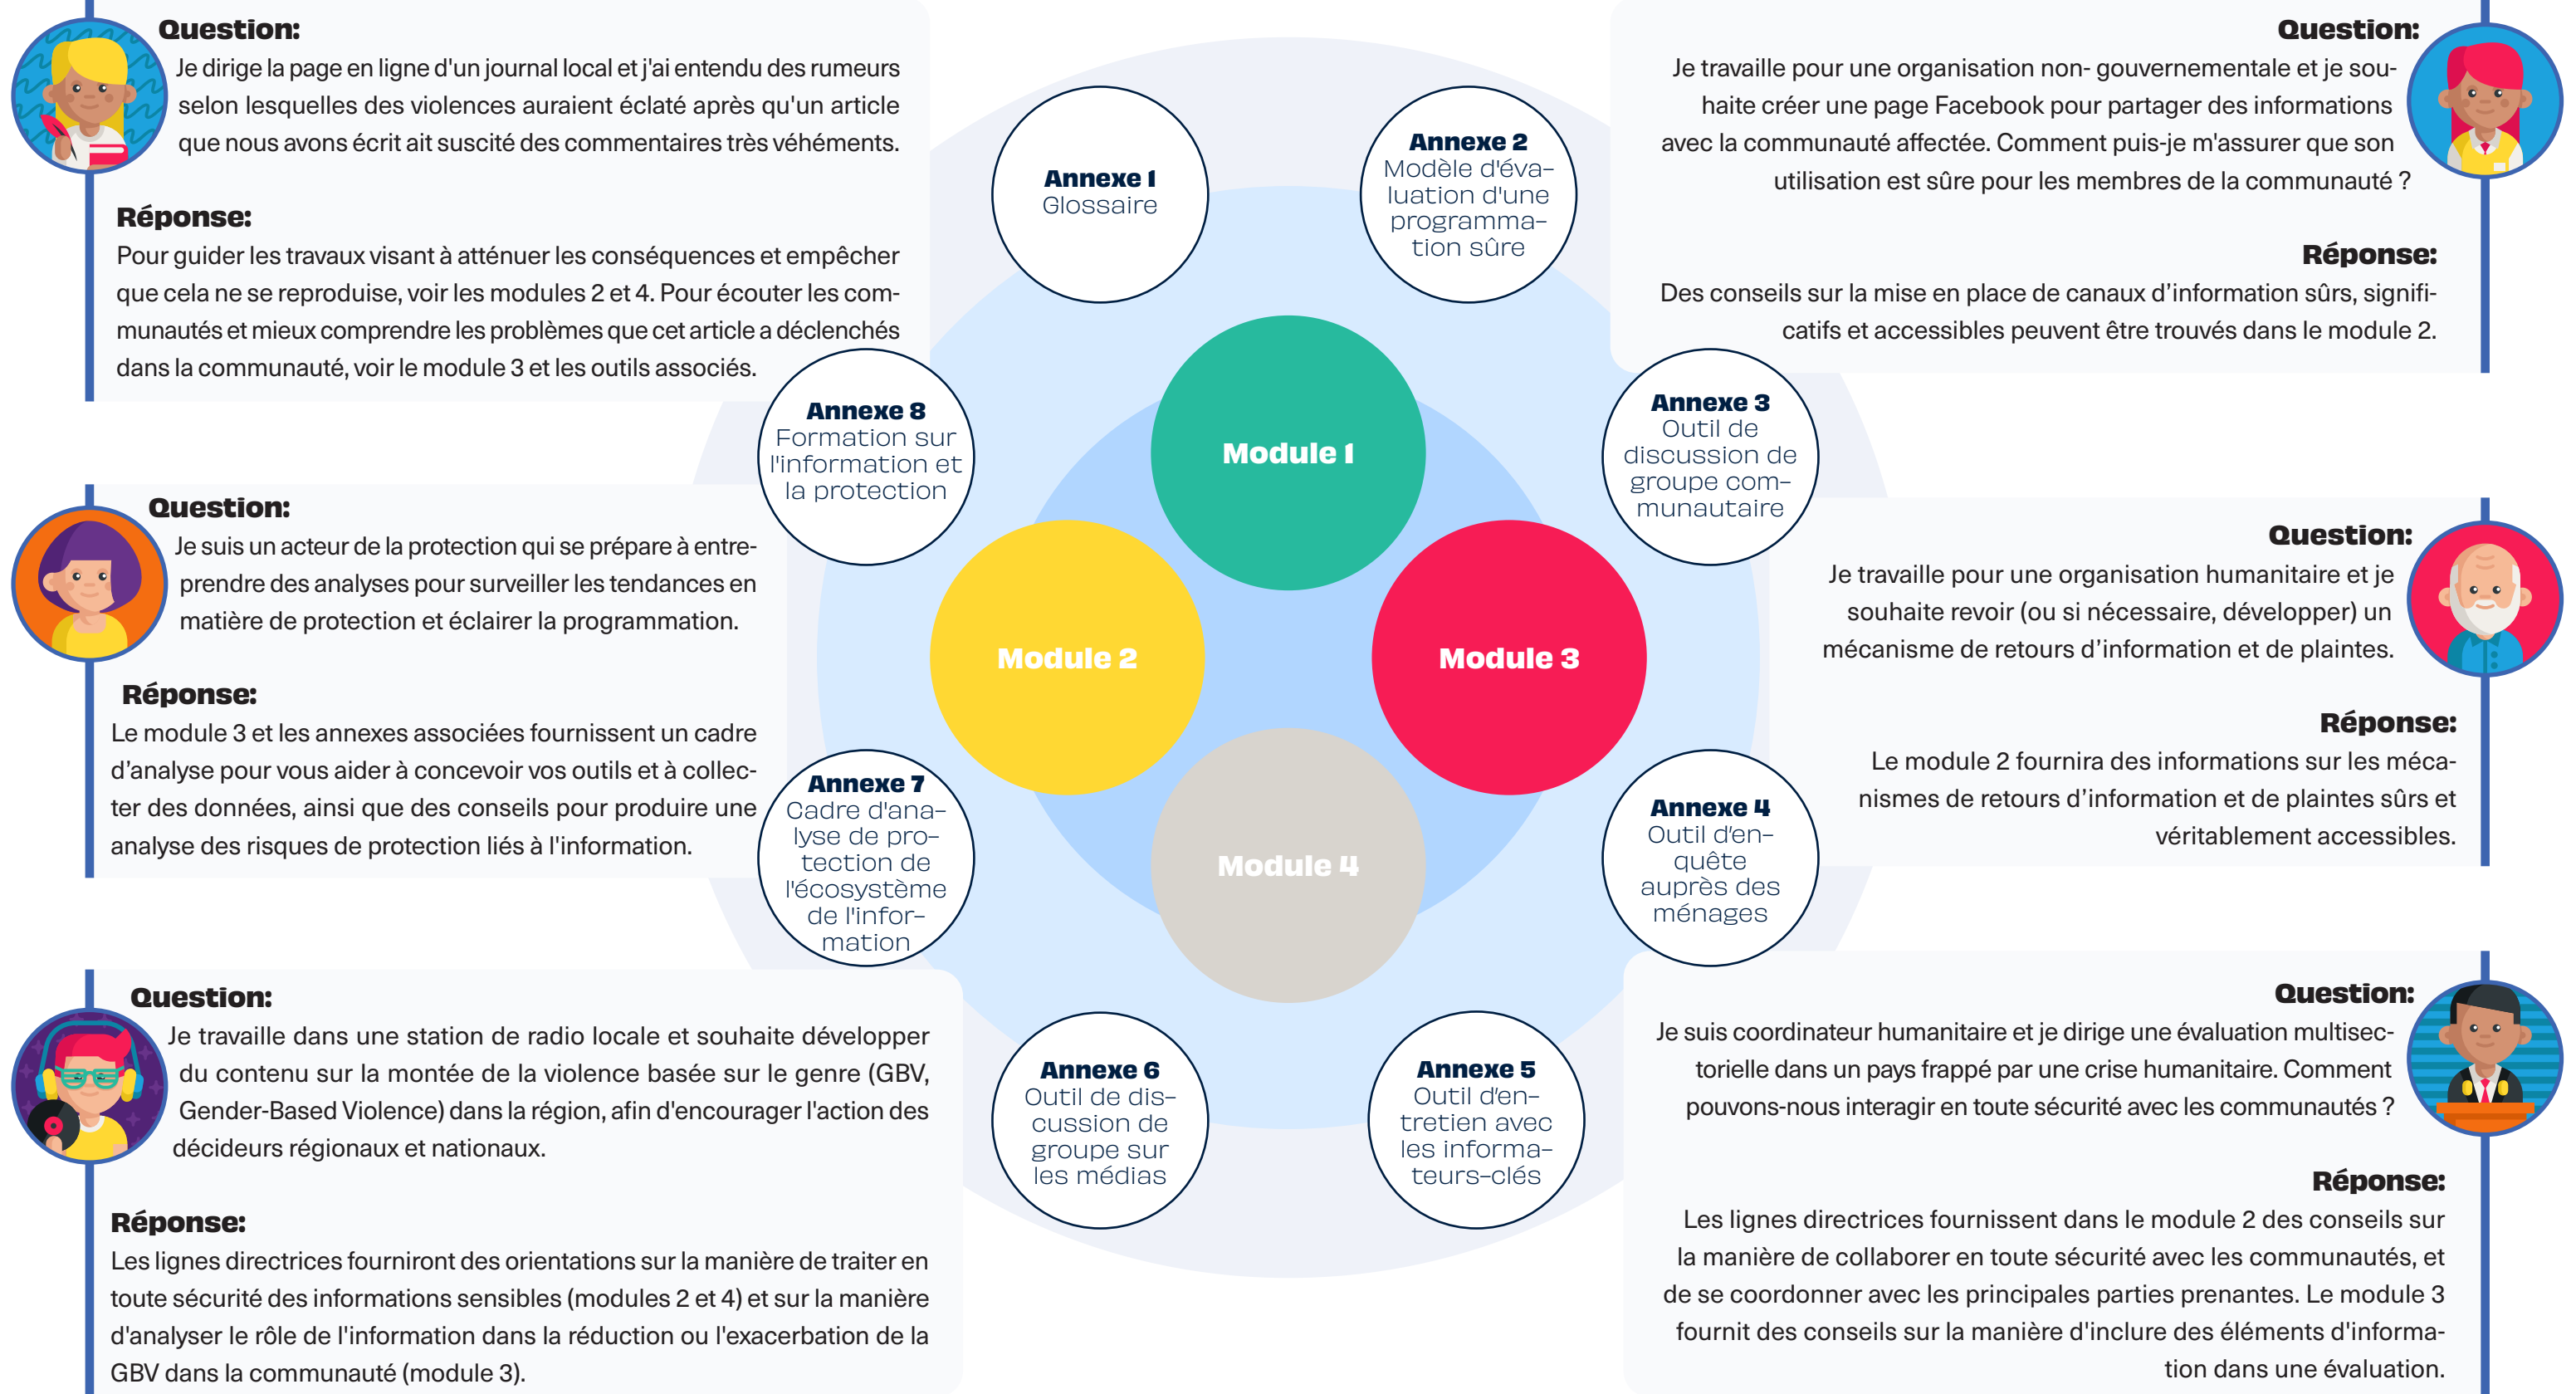 Question:
Je dirige la page en ligne d'un journal local et j'ai entendu des rumeurs
selon lesquelles des violences auraient éclaté après qu'un article
que nous avons écrit ait suscité des commentaires très véhéments.
Réponse:
Pour guider les travaux visant à atténuer les conséquences et empêcher
que cela ne se reproduise, voir les modules 2 et 4. Pour écouter les com-
munautés et mieux comprendre les problèmes que cet article a déclenchés
dans la communauté, voir le module 3 et les outils associés.
Question:
Je suis un acteur de la protection qui se prépare à entre-
prendre des analyses pour surveiller les tendances en
matière de protection et éclairer la programmation.
Réponse:
Le module 3 et les annexes associées fournissent un cadre
d’analyse pour vous aider à concevoir vos outils et à collec-
ter des données, ainsi que des conseils pour produire une
analyse des risques de protection liés à l'information.
Question:
Je travaille dans une station de radio locale et souhaite développer
du contenu sur la montée de la violence basée sur le genre (GBV,
Gender-Based Violence) dans la région, afin d'encourager l'action des
décideurs régionaux et nationaux.
Réponse:
Les lignes directrices fourniront des orientations sur la manière de traiter en
toute sécurité des informations sensibles (modules 2 et 4) et sur la manière
d'analyser le rôle de l'information dans la réduction ou l'exacerbation de la
GBV dans la communauté (module 3).
Annexe 1
Glossaire
Annexe 2
Modèle d'éva-
luation d'une
programma-
tion sûre
Annexe 8
Formation sur
l'information et
la protection
Annexe 3
Outil de
discussion de
groupe com-
munautaire
Module 1
Module 2
Module 3
Module 4
Annexe 7
Cadre d'ana-
lyse de pro-
tection de
l'écosystème
de l'infor-
mation
Annexe 4
Outil d’en-
quête
auprès des
ménages
Annexe 6
Outil de dis-
cussion de
groupe sur
les médias
Annexe 5
Outil d’en-
tretien avec
les informa-
teurs-clés
Question:
Je travaille pour une organisation non- gouvernementale et je sou-
haite créer une page Facebook pour partager des informations
avec la communauté affectée. Comment puis-je m'assurer que son
utilisation est sûre pour les membres de la communauté ?
Réponse:
Des conseils sur la mise en place de canaux d’information sûrs, signifi-
catifs et accessibles peuvent être trouvés dans le module 2.
Question:
Je travaille pour une organisation humanitaire et je
souhaite revoir (ou si nécessaire, développer) un
mécanisme de retours d’information et de plaintes.
Réponse:
Le module 2 fournira des informations sur les méca-
nismes de retours d’information et de plaintes sûrs et
véritablement accessibles.
Question:
Je suis coordinateur humanitaire et je dirige une évaluation multisec-
torielle dans un pays frappé par une crise humanitaire. Comment
pouvons-nous interagir en toute sécurité avec les communautés ?
Réponse:
Les lignes directrices fournissent dans le module 2 des conseils sur
la manière de collaborer en toute sécurité avec les communautés, et
de se coordonner avec les principales parties prenantes. Le module 3
fournit des conseils sur la manière d'inclure des éléments d'informa-
tion dans une évaluation.